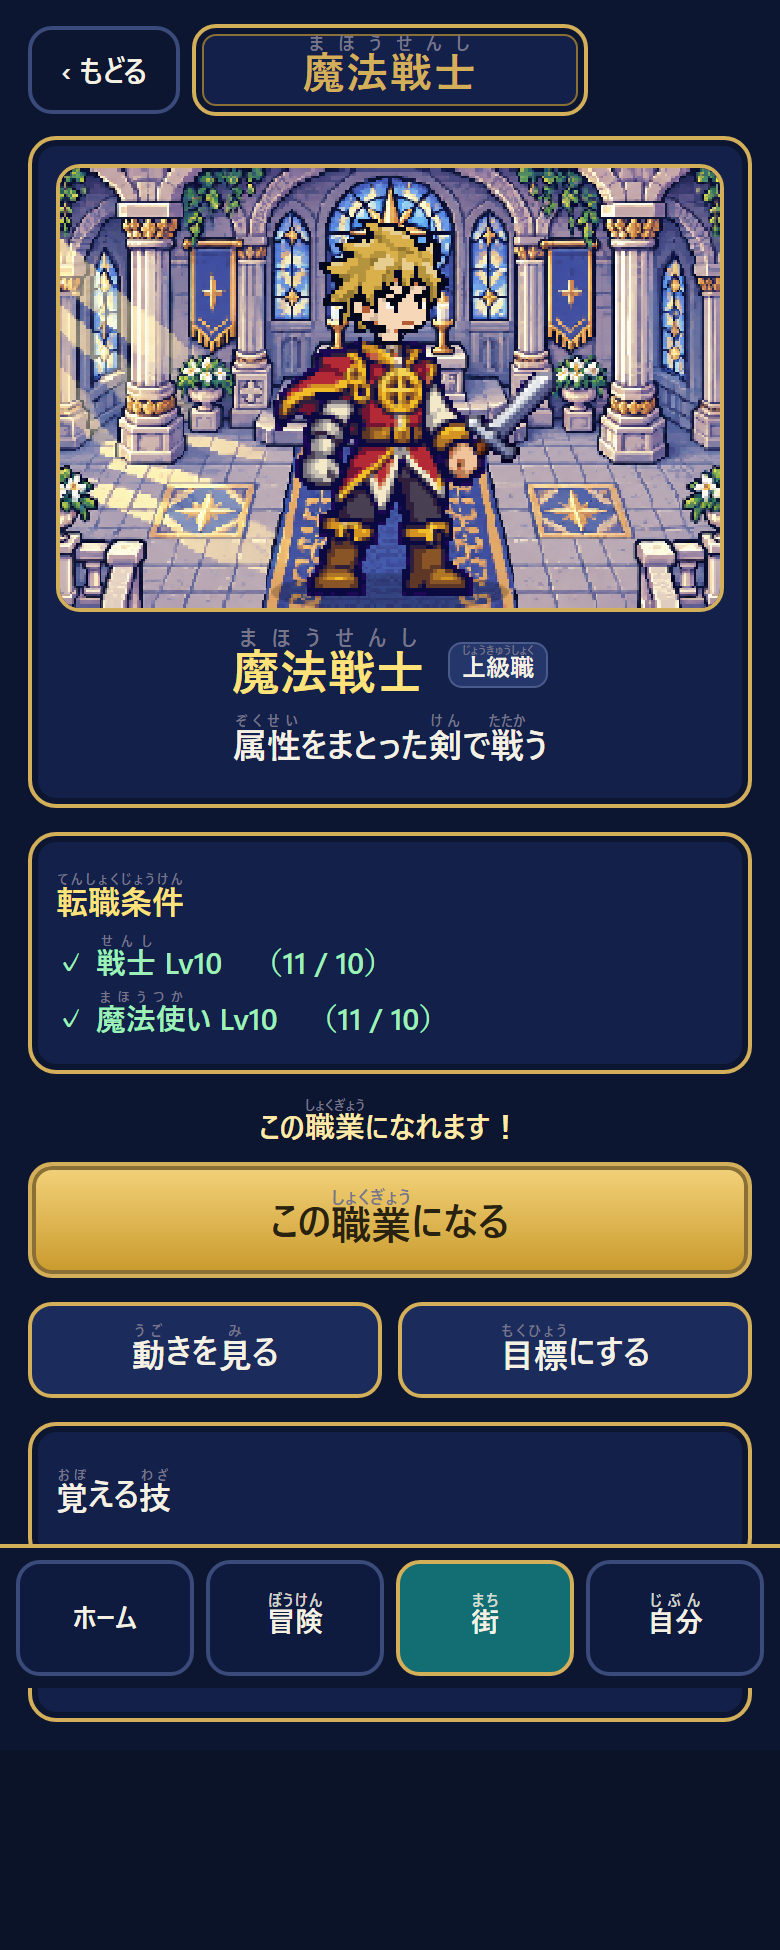 ‹ もどる
まほうせんし
魔法戦士
まほうせんし じょうきゅうしょく
魔法戦士 上級職
ぞくせい けん たたか
属性をまとった剣で戦う
てんしょくじょうけん
転職条件
せんし
✓ 戦士 Lv10 （11 / 10）
まほうつか
✓ 魔法使い Lv10 （11 / 10）
しょくぎょう
この職業になれます！
しょくぎょう
この職業になる
うご み もくひょう
動きを見る 目標にする
おぼ わざ
覚える技
ぼうけん まち じぶん
ホーム 冒険 街 自分